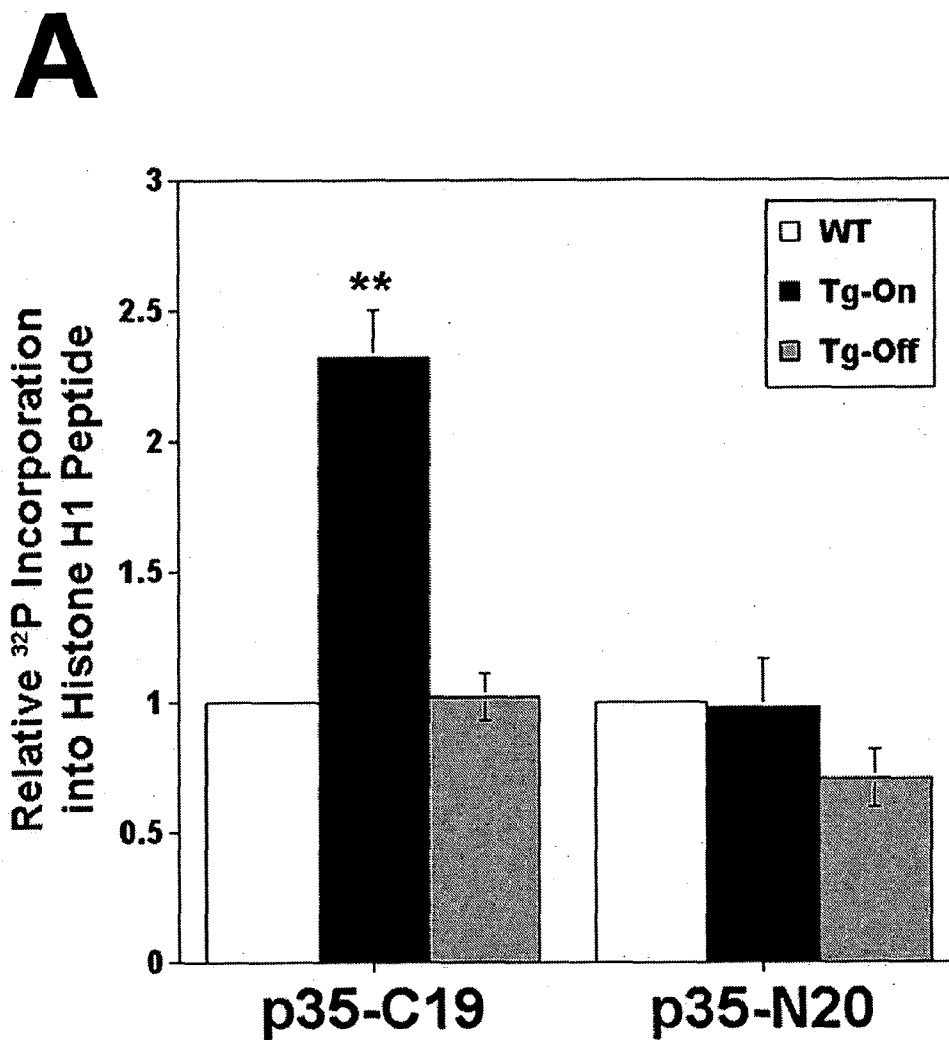 A
Relative ³²P Incorporation
into Histone H1 Peptide
3
2.5
2
1.5
1
0.5
0
**
WT
Tg-On
Tg-Off
p35-C19
p35-N20